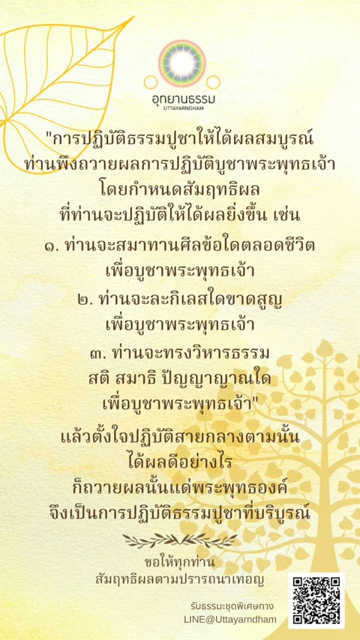 อุทยานธรรม
UTTAYARNDHAM
"การปฏิบัติธรรมปูชาให้ได้ผลสมบูรณ์
ท่านพึงถวายผลการปฏิบัติบูชาพระพุทธเจ้า
โดยกำหนดสัมฤทธิผล
ที่ท่านจะปฏิบัติให้ได้ผลยิ่งขึ้น เช่น
๑. ท่านจะสมาทานศีลข้อใดตลอดชีวิต
เพื่อบูชาพระพุทธเจ้า
๒. ท่านจะละกิเลสใดขาดสูญ
เพื่อบูชาพระพุทธเจ้า
๓. ท่านจะทรงวิหารธรรม
สติ สมาธิ ปัญญาญาณใด
เพื่อบูชาพระพุทธเจ้า"
แล้วตั้งใจปฏิบัติสายกลางตามนั้น
ได้ผลดีอย่างไร
ก็ถวายผลนั้นแด่พระพุทธองค์
จึงเป็นการปฏิบัติธรรมปูชาที่บริบูรณ์
ขอให้ทุกท่าน
สัมฤทธิผลตามปรารถนาเทอญ
รับธรรมะชุดพิเศษทาง
LINE@Uttayarndham